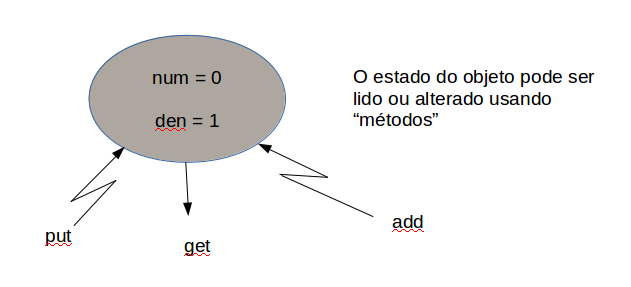 num = 0
den = 1
O estado do objeto pode ser
lido ou alterado usando
“métodos”
put
get
add